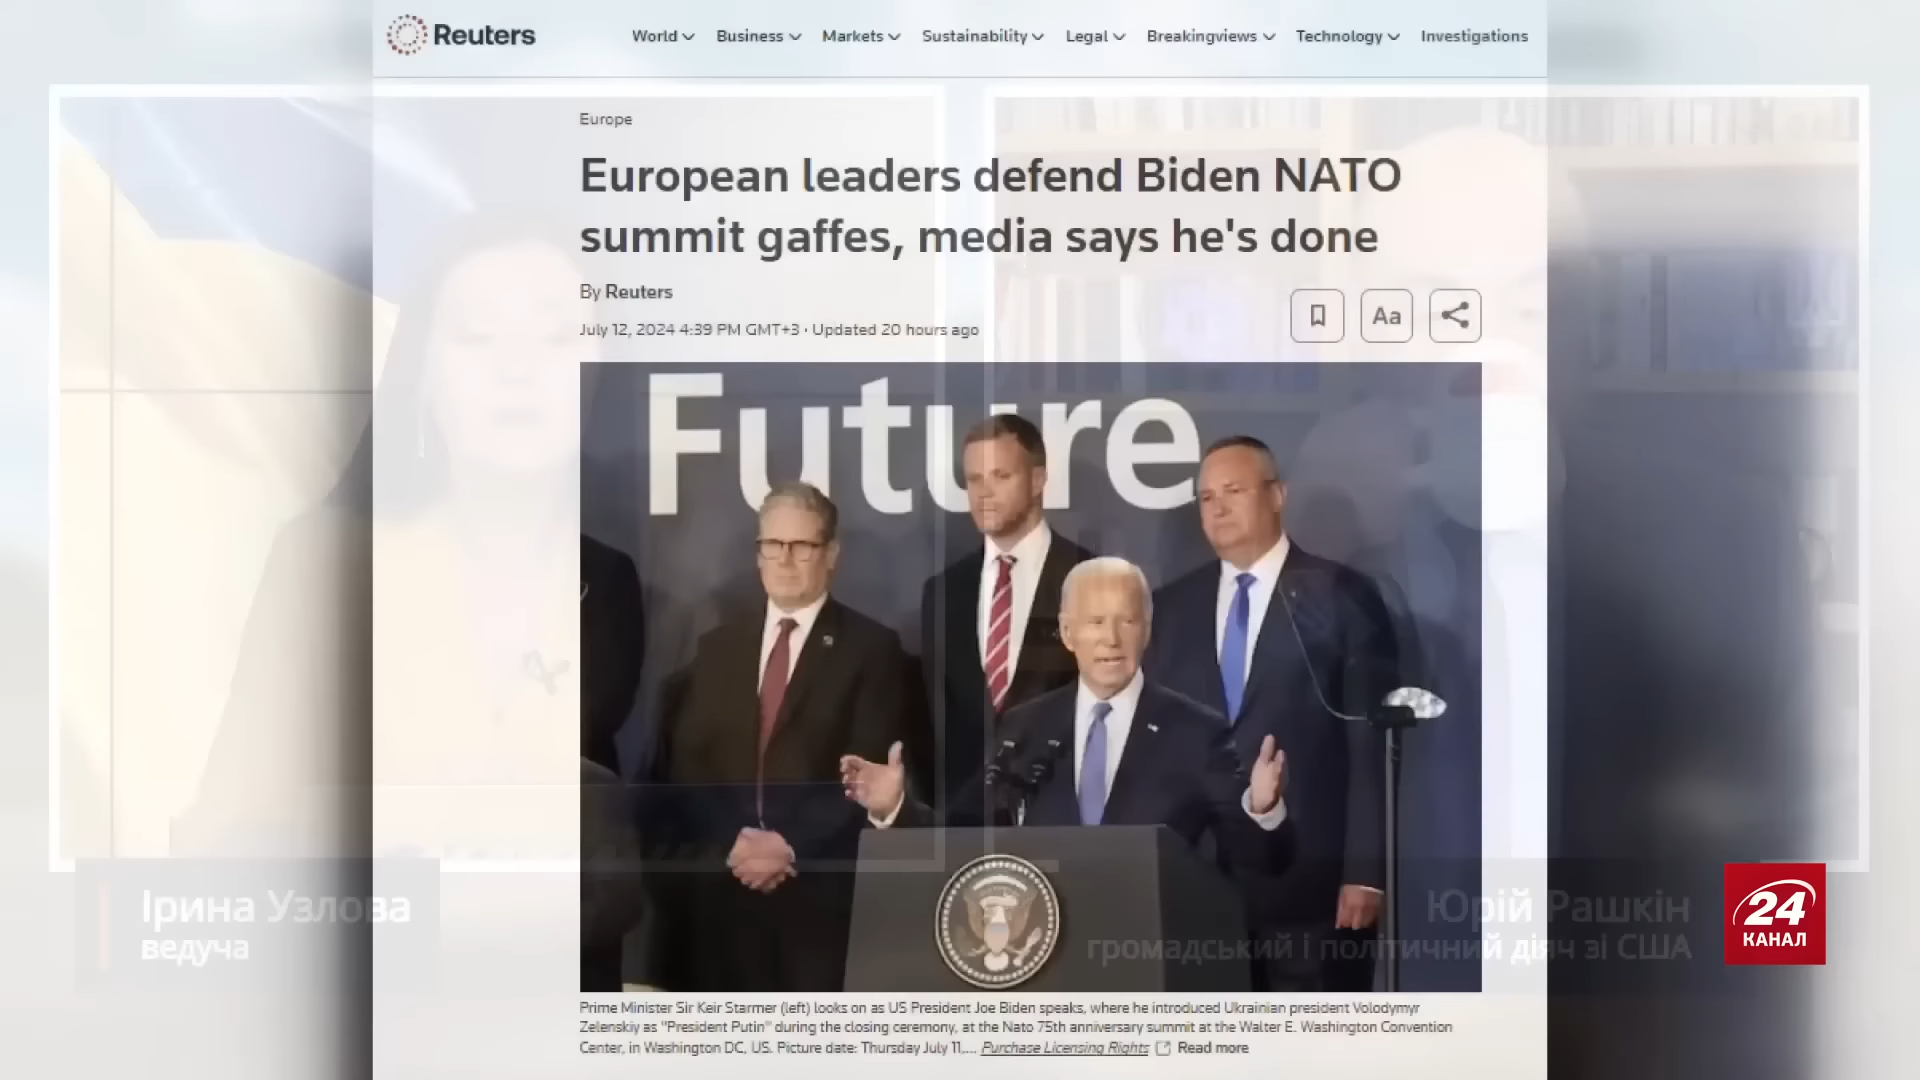 Reuters
World Business Markets Sustainability Legal Breakingviews Technology Investigations
Europe
European leaders defend Biden NATO
summit gaffes, media says he's done
By Reuters
July 12, 2024 4:39 PM GMT+3 · Updated 20 hours ago
Aa
Future
Ірина Узлова
ведуча
Юрій Рашкін
громадський і політичний діяч зі США
24
КАНАЛ
Prime Minister Sir Keir Starmer (left) looks on as US President Joe Biden speaks, where he introduced Ukrainian president Volodymyr
Zelenskiy as "President Putin" during the closing ceremony, at the Nato 75th anniversary summit at the Walter E. Washington Convention
Center, in Washington DC, US. Picture date: Thursday July 11,... Purchase Licensing Rights Read more